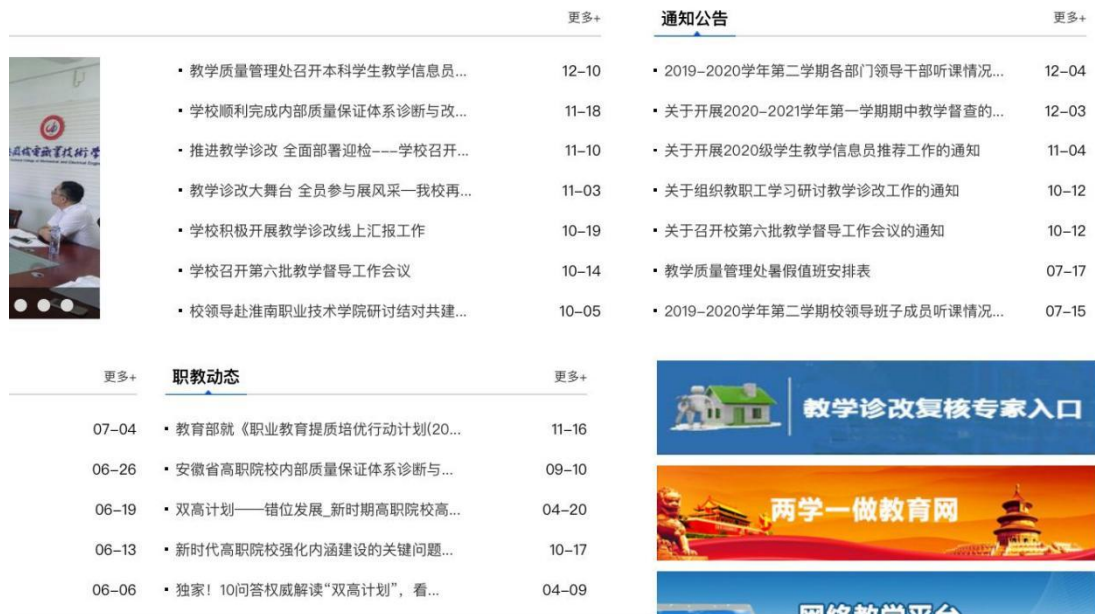 更多+
教学质量管理处召开本科学生教学信息员... 12-10
学校顺利完成内部质量保证体系诊断与改... 11-18
推进教学诊改 全面部署迎检---学校召开... 11-10
教学诊改大舞台 全员参与展风采—我校再... 11-03
学校积极开展教学诊改线上汇报工作 10-19
学校召开第六批教学督导工作会议 10-14
校领导赴淮南职业技术学院研讨结对共建... 10-05
通知公告 更多+
2019-2020学年第二学期各部门领导干部听课情况... 12-04
关于开展2020-2021学年第一学期期中教学督查的... 12-03
关于开展2020级学生教学信息员推荐工作的通知 11-04
关于组织教职工学习研讨教学诊改工作的通知 10-12
关于召开校第六批教学督导工作会议的通知 10-12
教学质量管理处暑假值班安排表 07-17
2019-2020学年第二学期校领导班子成员听课情况... 07-15
更多+
07-04
06-26
06-19
06-13
06-06
职教动态 更多+
教育部就《职业教育提质培优行动计划(20... 11-16
安徽省高职院校内部质量保证体系诊断与... 09-10
双高计划——错位发展_新时期高职院校高... 04-20
新时代高职院校强化内涵建设的关键问题... 10-17
独家！10问答权威解读“双高计划”，看... 04-09
教学诊改复核专家入口
两学一做教育网
网络教学平台